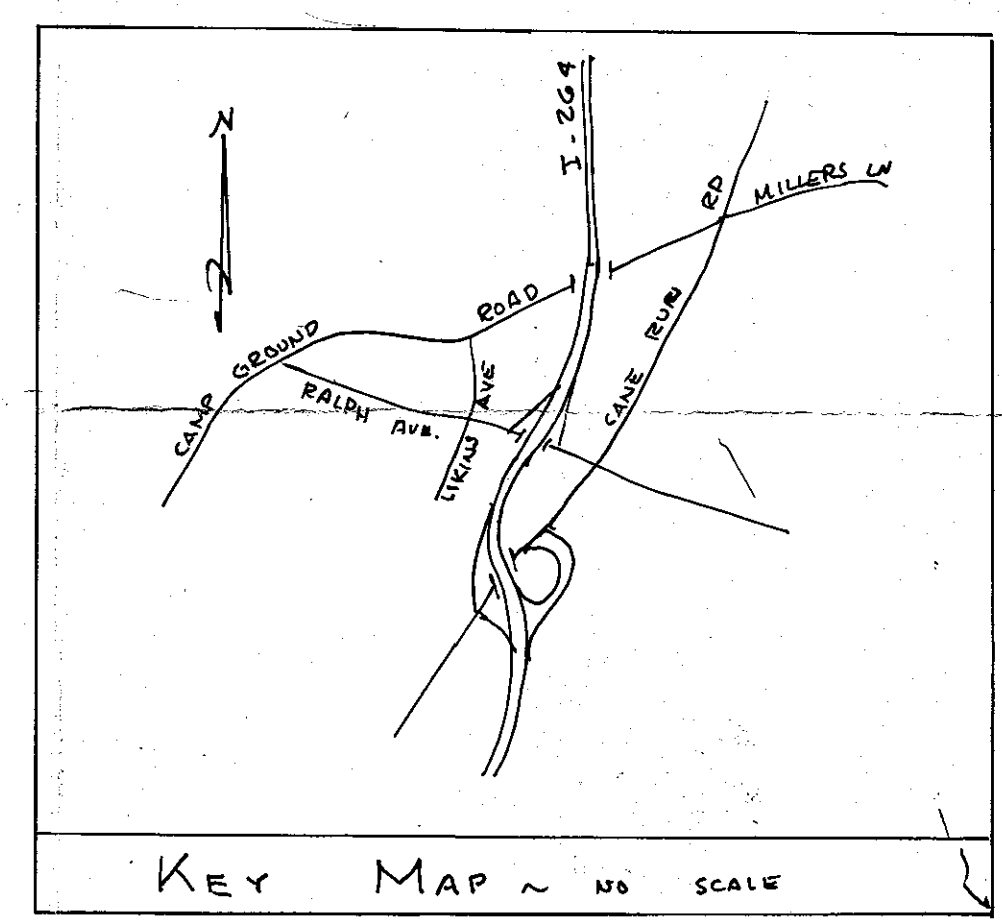 N
I-264
RD
MILLERS LN
CAMP GROUND ROAD
CANE RUN
RALPH AVE.
LIKINS AVE
KEY MAP ~ NO SCALE